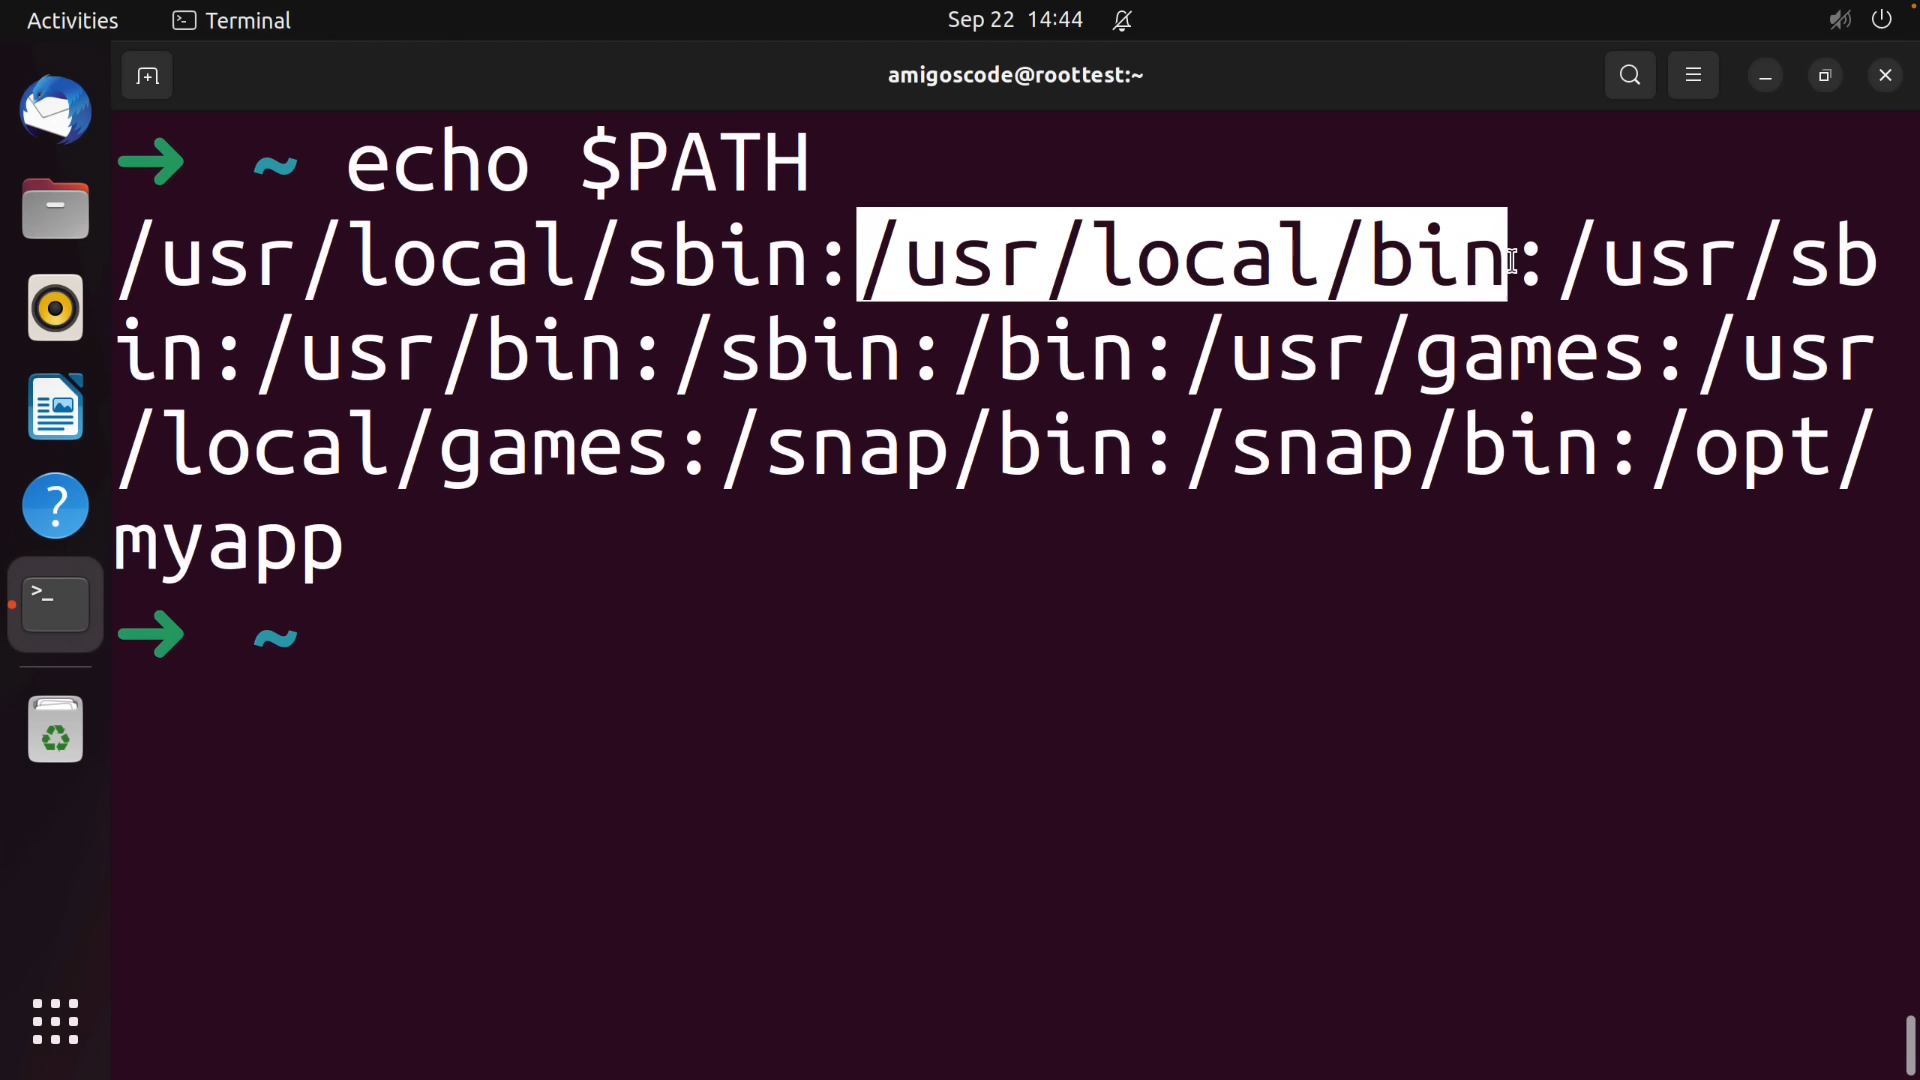 Activities Terminal Sep 22 14:44
amigoscode@roottest:~
➜ ~ echo $PATH
/usr/local/sbin:/usr/local/bin:/usr/sb
in:/usr/bin:/sbin:/bin:/usr/games:/usr
/local/games:/snap/bin:/snap/bin:/opt/
myapp
➜ ~